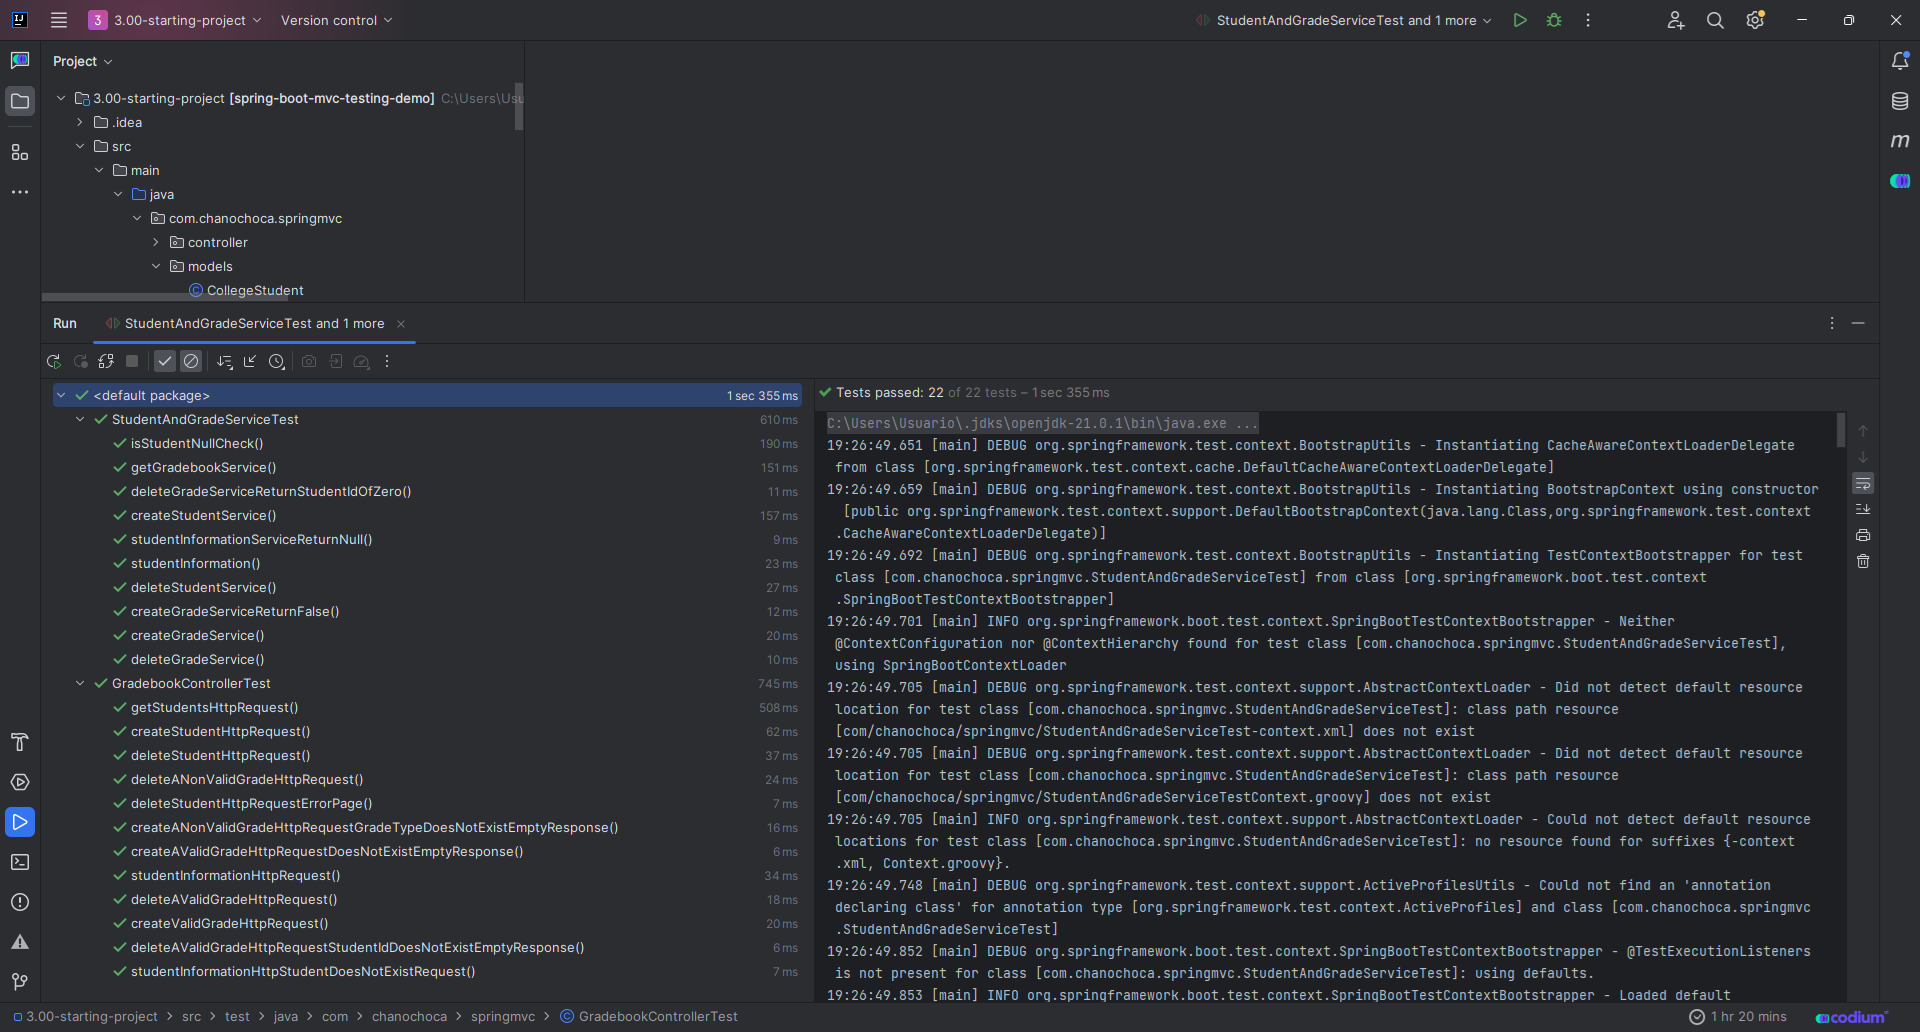 3 3.00-starting-project Version control StudentAndGradeServiceTest and 1 more
Project
3.00-starting-project [spring-boot-mvc-testing-demo] C:\Users\Usu
.idea
src
main
java
com.chanochoca.springmvc
controller
models
CollegeStudent
Run StudentAndGradeServiceTest and 1 more
<default package> 1 sec 355 ms
StudentAndGradeServiceTest 610 ms
isStudentNullCheck() 190 ms
getGradebookService() 151 ms
deleteGradeServiceReturnStudentIdOfZero() 11 ms
createStudentService() 157 ms
studentInformationServiceReturnNull() 9 ms
studentInformation() 23 ms
deleteStudentService() 27 ms
createGradeServiceReturnFalse() 12 ms
createGradeService() 20 ms
deleteGradeService() 10 ms
GradebookControllerTest 745 ms
getStudentsHttpRequest() 508 ms
createStudentHttpRequest() 62 ms
deleteStudentHttpRequest() 37 ms
deleteANonValidGradeHttpRequest() 24 ms
deleteStudentHttpRequestErrorPage() 7 ms
createANonValidGradeHttpRequestGradeTypeDoesNotExistEmptyResponse() 16 ms
createAValidGradeHttpRequestDoesNotExistEmptyResponse() 6 ms
studentInformationHttpRequest() 34 ms
deleteAValidGradeHttpRequest() 18 ms
createValidGradeHttpRequest() 20 ms
deleteAValidGradeHttpRequestStudentIdDoesNotExistEmptyResponse() 6 ms
studentInformationHttpStudentDoesNotExistRequest() 7 ms
Tests passed: 22 of 22 tests – 1 sec 355 ms
C:\Users\Usuario\.jdks\openjdk-21.0.1\bin\java.exe ...
19:26:49.651 [main] DEBUG org.springframework.test.context.BootstrapUtils - Instantiating CacheAwareContextLoaderDelegate
from class [org.springframework.test.context.cache.DefaultCacheAwareContextLoaderDelegate]
19:26:49.659 [main] DEBUG org.springframework.test.context.BootstrapUtils - Instantiating BootstrapContext using constructor
[public org.springframework.test.context.support.DefaultBootstrapContext(java.lang.Class,org.springframework.test.context
.CacheAwareContextLoaderDelegate)]
19:26:49.692 [main] DEBUG org.springframework.test.context.BootstrapUtils - Instantiating TestContextBootstrapper for test
class [com.chanochoca.springmvc.StudentAndGradeServiceTest] from class [org.springframework.boot.test.context
.SpringBootTestContextBootstrapper]
19:26:49.701 [main] INFO org.springframework.boot.test.context.SpringBootTestContextBootstrapper - Neither
@ContextConfiguration nor @ContextHierarchy found for test class [com.chanochoca.springmvc.StudentAndGradeServiceTest],
using SpringBootContextLoader
19:26:49.705 [main] DEBUG org.springframework.test.context.support.AbstractContextLoader - Did not detect default resource
location for test class [com.chanochoca.springmvc.StudentAndGradeServiceTest]: class path resource
[com/chanochoca/springmvc/StudentAndGradeServiceTest-context.xml] does not exist
19:26:49.705 [main] DEBUG org.springframework.test.context.support.AbstractContextLoader - Did not detect default resource
location for test class [com.chanochoca.springmvc.StudentAndGradeServiceTest]: class path resource
[com/chanochoca/springmvc/StudentAndGradeServiceTestContext.groovy] does not exist
19:26:49.705 [main] INFO org.springframework.test.context.support.AbstractContextLoader - Could not detect default resource
locations for test class [com.chanochoca.springmvc.StudentAndGradeServiceTest]: no resource found for suffixes {-context
.xml, Context.groovy}.
19:26:49.748 [main] DEBUG org.springframework.test.context.support.ActiveProfilesUtils - Could not find an 'annotation
declaring class' for annotation type [org.springframework.test.context.ActiveProfiles] and class [com.chanochoca.springmvc
.StudentAndGradeServiceTest]
19:26:49.852 [main] DEBUG org.springframework.boot.test.context.SpringBootTestContextBootstrapper - @TestExecutionListeners
is not present for class [com.chanochoca.springmvc.StudentAndGradeServiceTest]: using defaults.
19:26:49.853 [main] INFO org.springframework.boot.test.context.SpringBootTestContextBootstrapper - Loaded default
3.00-starting-project > src > test > java > com > chanochoca > springmvc > GradebookControllerTest 1 hr 20 mins codium